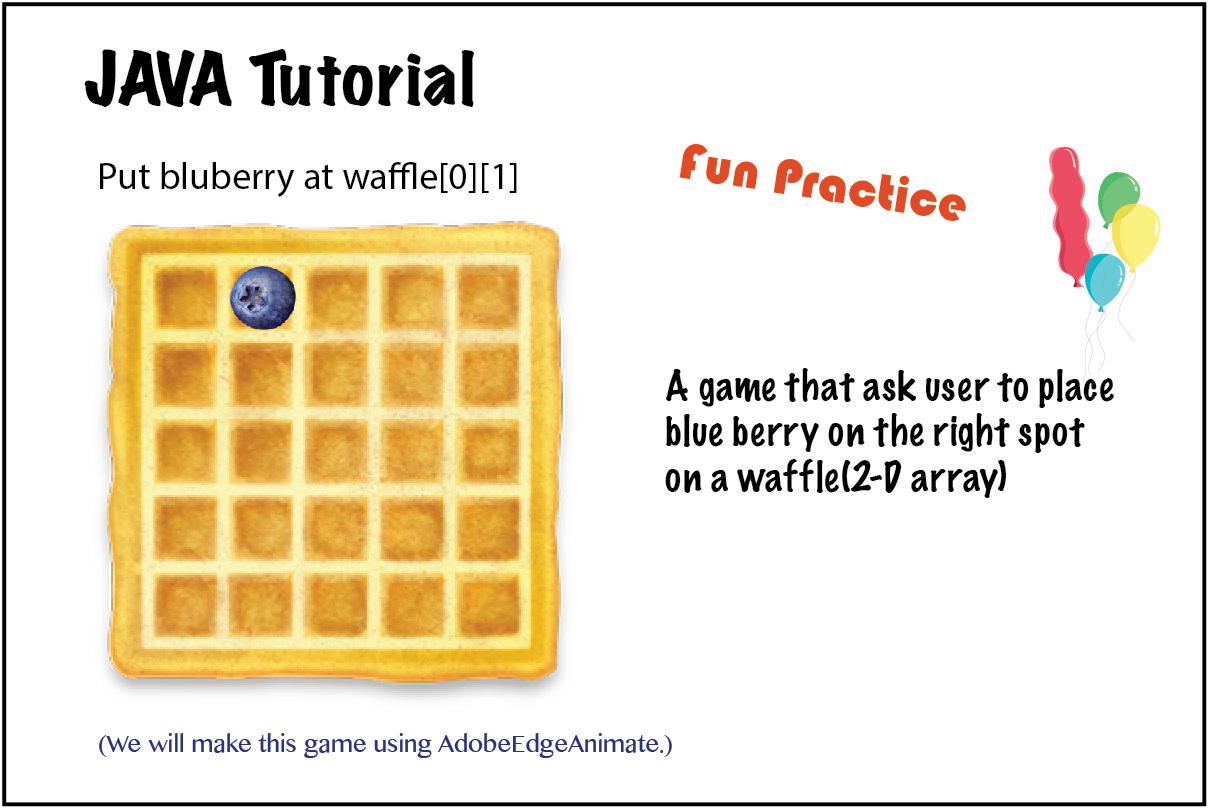 JAVA Tutorial
Put bluberry at waffle[0][1]
Fun Practice
A game that ask user to place
blue berry on the right spot
on a waffle(2-D array)
(We will make this game using AdobeEdgeAnimate.)